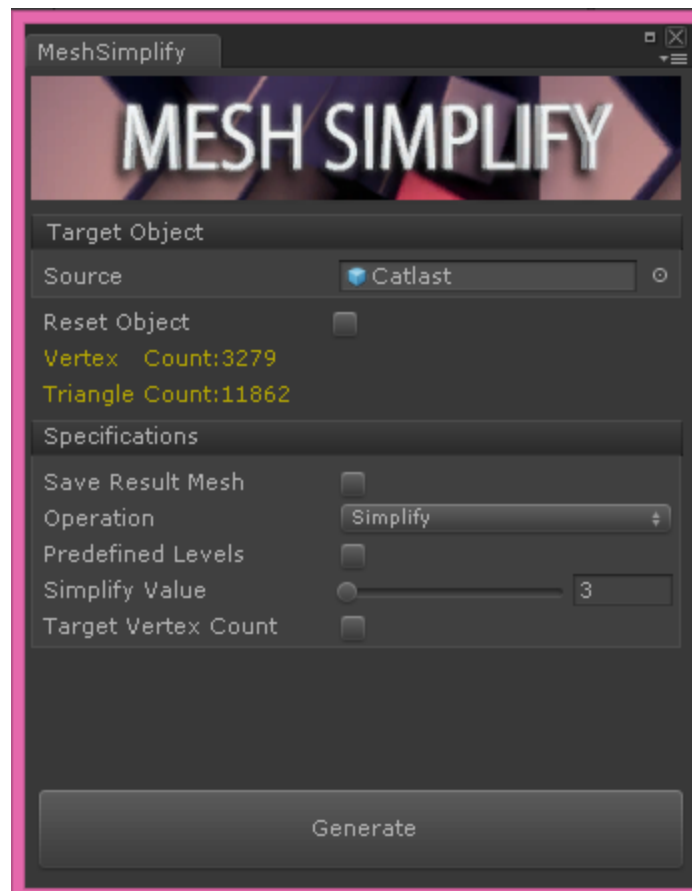 MeshSimplify
MESH SIMPLIFY
Target Object
Source Catlast
Reset Object
Vertex Count:3279
Triangle Count:11862
Specifications
Save Result Mesh
Operation Simplify
Predefined Levels
Simplify Value 3
Target Vertex Count
Generate